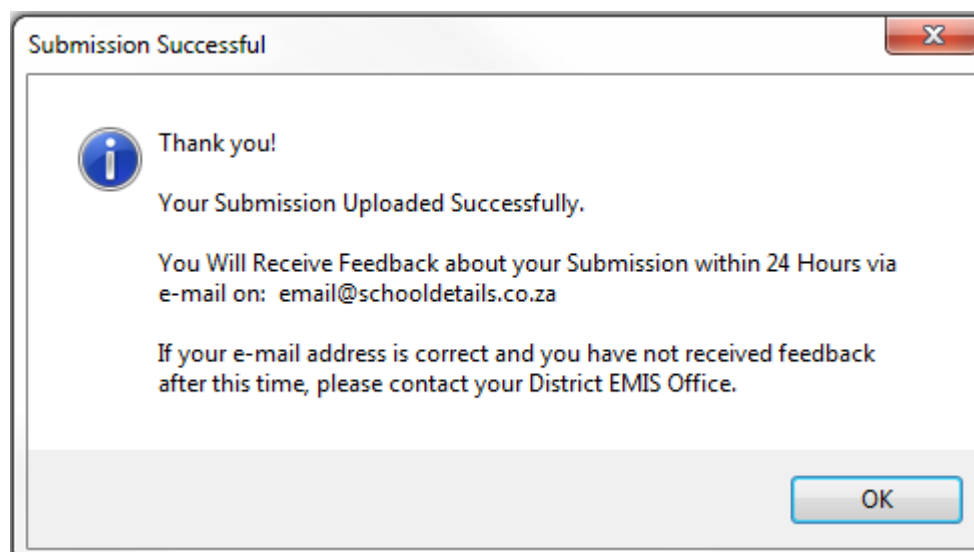 Submission Successful
Thank you!
Your Submission Uploaded Successfully.
You Will Receive Feedback about your Submission within 24 Hours via
e-mail on:  email@schooldetails.co.za
If your e-mail address is correct and you have not received feedback
after this time, please contact your District EMIS Office.
OK